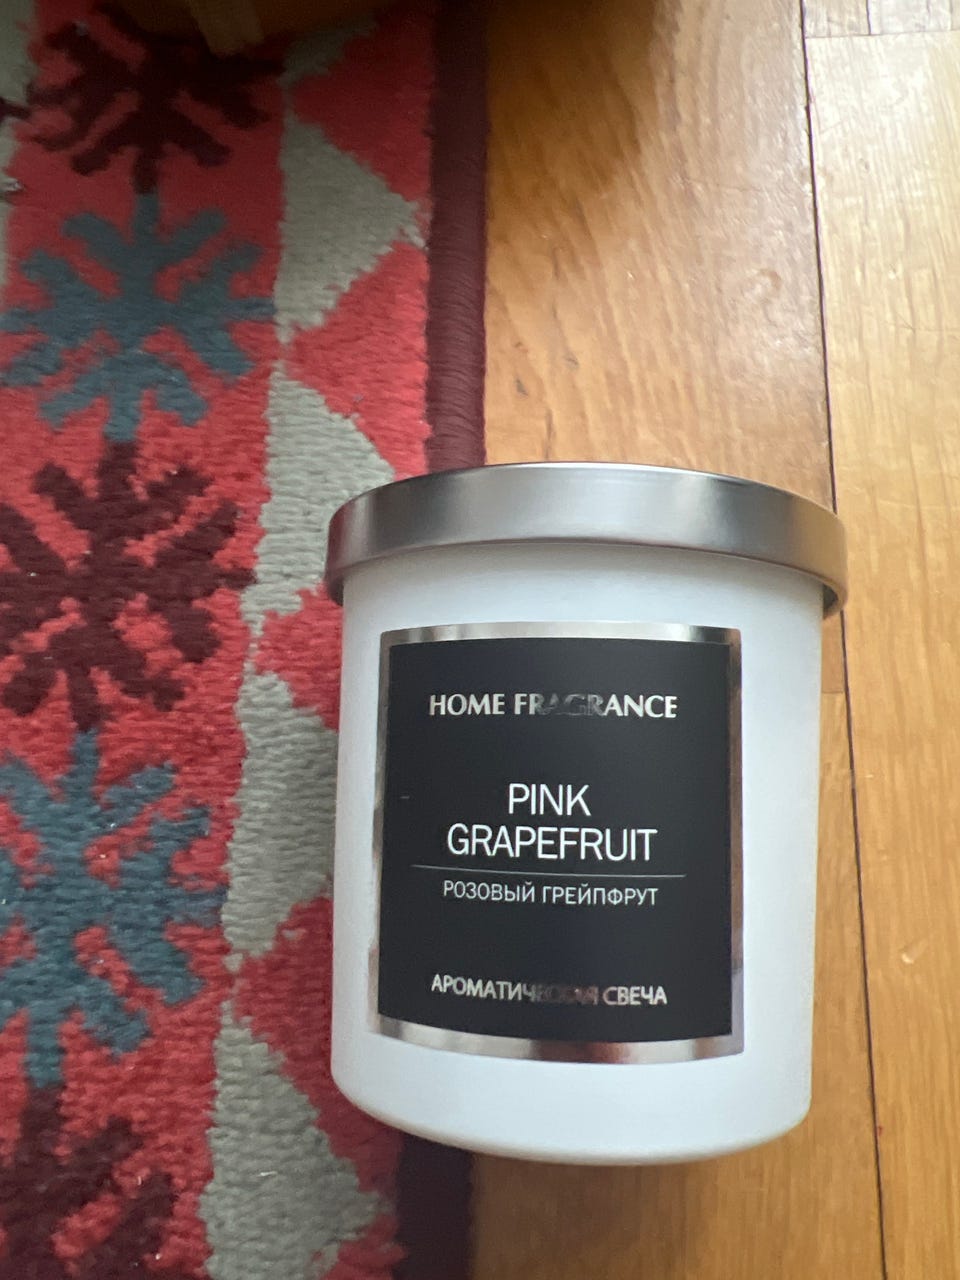 HOME FRAGRANCE
PINK
GRAPEFRUIT
РОЗОВЫЙ ГРЕЙПФРУТ
АРОМАТИЧЕСКАЯ СВЕЧА